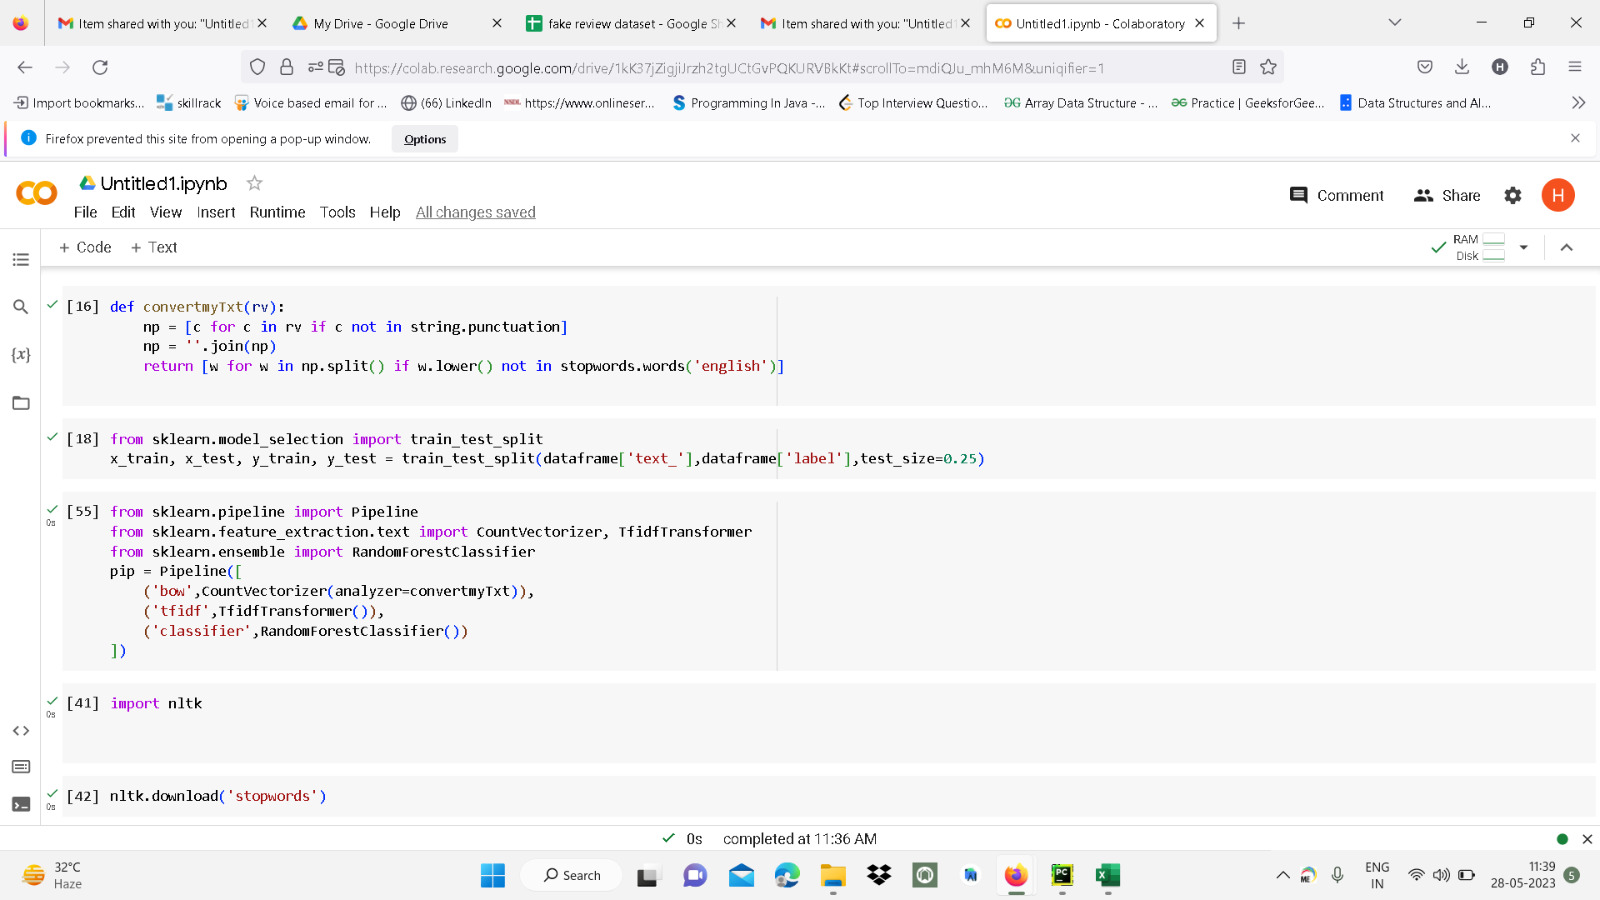 Item shared with you: "Untitled
My Drive - Google Drive
fake review dataset - Google Sh
Item shared with you: "Untitled
Untitled1.ipynb - Colaboratory
https://colab.research.google.com/drive/1kK37jZigjiJrzh2tgUCtGvPQKURVBkKt#scrollTo=mdiQJu_mhM6M&uniqifier=1
H
Import bookmarks...
skillrack
Voice based email for ...
(66) LinkedIn
https://www.onlineser...
Programming In Java -...
Top Interview Questio...
Array Data Structure - ...
Practice | GeeksforGee...
Data Structures and Al...
Firefox prevented this site from opening a pop-up window.
Options
Untitled1.ipynb
File Edit View Insert Runtime Tools Help All changes saved
Comment
Share
H
+ Code + Text
RAM
Disk
[16] def convertmyTxt(rv):
np = [c for c in rv if c not in string.punctuation]
np = ''.join(np)
return [w for w in np.split() if w.lower() not in stopwords.words('english')]
[18] from sklearn.model_selection import train_test_split
x_train, x_test, y_train, y_test = train_test_split(dataframe['text_'],dataframe['label'],test_size=0.25)
[55] from sklearn.pipeline import Pipeline
0s
from sklearn.feature_extraction.text import CountVectorizer, TfidfTransformer
from sklearn.ensemble import RandomForestClassifier
pip = Pipeline([
('bow',CountVectorizer(analyzer=convertmyTxt)),
('tfidf',TfidfTransformer()),
('classifier',RandomForestClassifier())
])
[41] import nltk
0s
[42] nltk.download('stopwords')
0s
{x}
0s completed at 11:36 AM
32°C
Haze
Search
PC
ENG
IN
11:39
28-05-2023
5